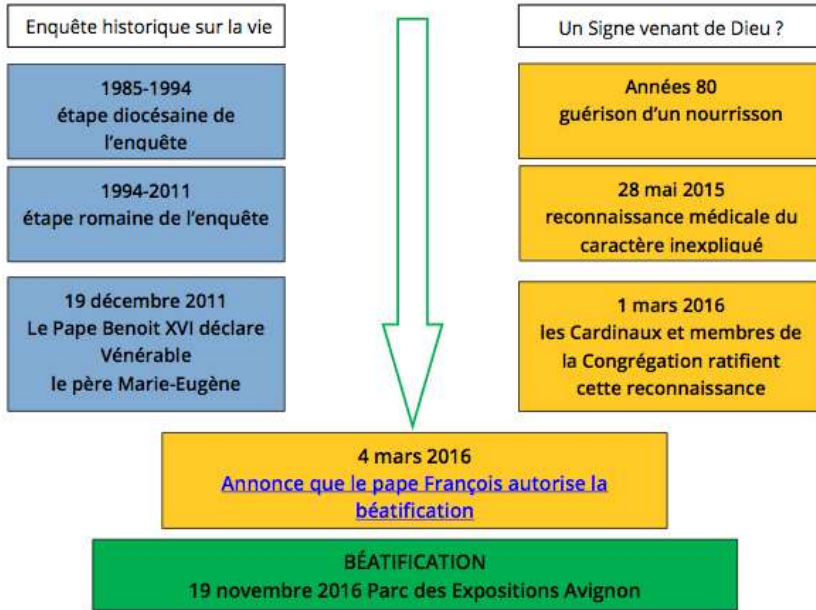 Enquête historique sur la vie
1985-1994
étape diocésaine de
l'enquête
1994-2011
étape romaine de l'enquête
19 décembre 2011
Le Pape Benoit XVI déclare
Vénérable
le père Marie-Eugène
Un Signe venant de Dieu ?
Années 80
guérison d'un nourrisson
28 mai 2015
reconnaissance médicale du
caractère inexpliqué
1 mars 2016
les Cardinaux et membres de
la Congrégation ratifient
cette reconnaissance
4 mars 2016
Annonce que le pape François autorise la
béatification
BÉATIFICATION
19 novembre 2016 Parc des Expositions Avignon